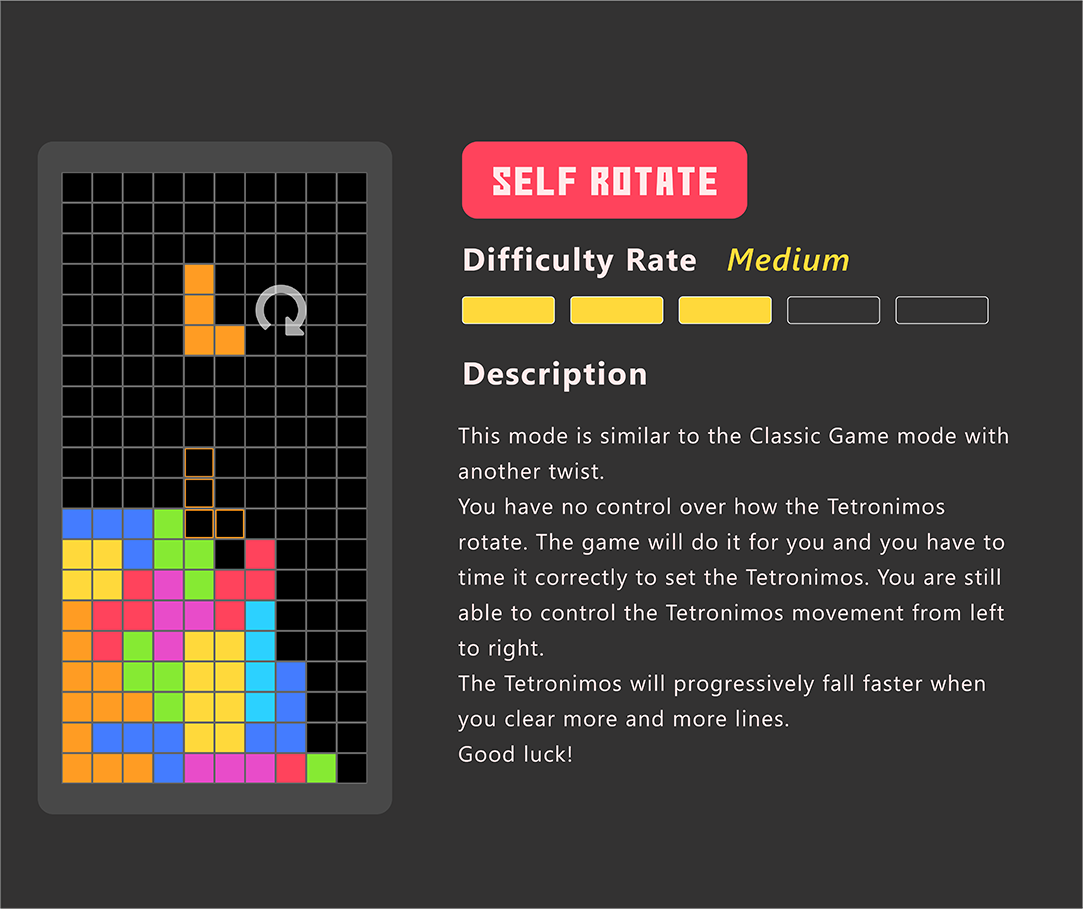 SELF ROTATE
Difficulty Rate Medium
Description
This mode is similar to the Classic Game mode with
another twist.
You have no control over how the Tetronimos
rotate. The game will do it for you and you have to
time it correctly to set the Tetronimos. You are still
able to control the Tetronimos movement from left
to right.
The Tetronimos will progressively fall faster when
you clear more and more lines.
Good luck!